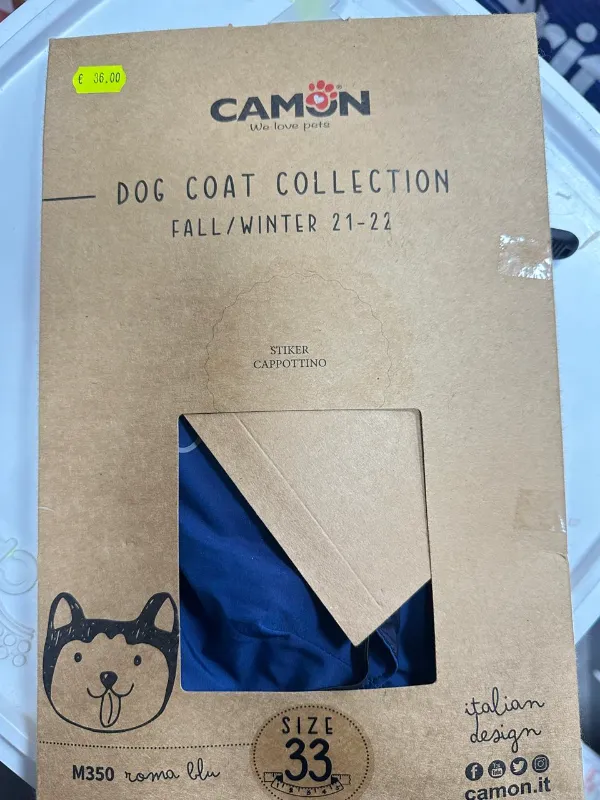 € 36,00
CAMON
We love pets
DOG COAT COLLECTION
FALL/WINTER 21-22
STIKER
CAPPOTTINO
SIZE
33
M350 roma blu
italian
design
camon.it